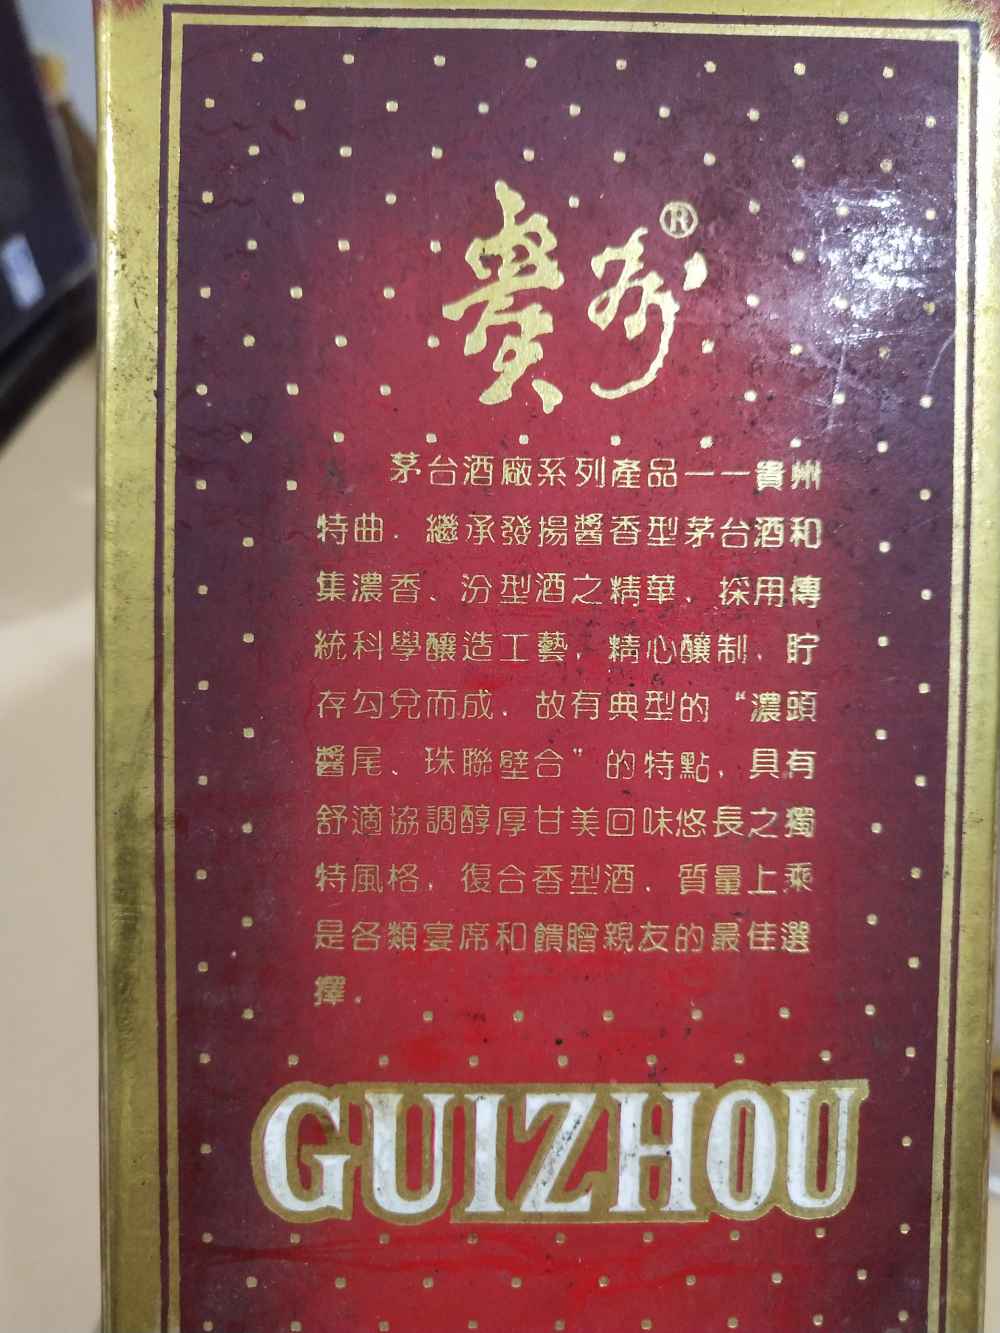 貴州®
茅台酒廠系列產品——貴州
特曲．繼承發揚醬香型茅台酒和
集濃香、汾型酒之精華、採用傳
統科學釀造工藝，精心釀制、貯
存勾兌而成．故有典型的“濃頭
醬尾、珠聯壁合”的特點，具有
舒適協調醇厚甘美回味悠長之獨
特風格，復合香型酒．質量上乘
是各類宴席和饋贈親友的最佳選
擇．
GUIZHOU